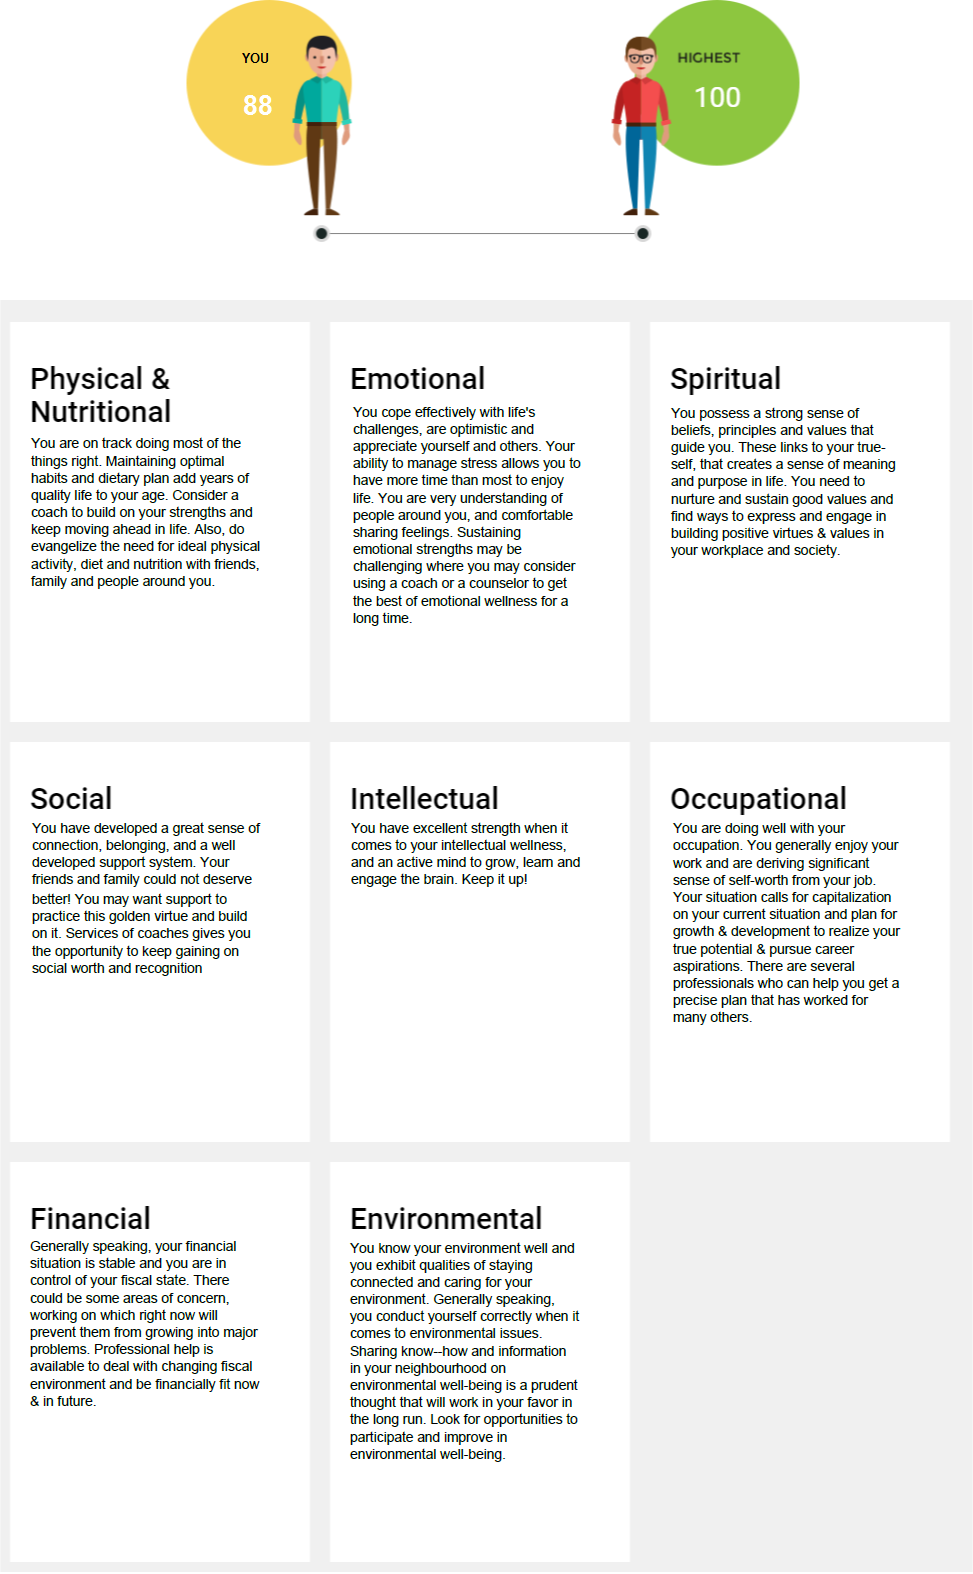 YOU
88
HIGHEST
100
Physical &
Nutritional
You are on track doing most of the
things right. Maintaining optimal
habits and dietary plan add years of
quality life to your age. Consider a
coach to build on your strengths and
keep moving ahead in life. Also, do
evangelize the need for ideal physical
activity, diet and nutrition with friends,
family and people around you.
Emotional
You cope effectively with life's
challenges, are optimistic and
appreciate yourself and others. Your
ability to manage stress allows you to
have more time than most to enjoy
life. You are very understanding of
people around you, and comfortable
sharing feelings. Sustaining
emotional strengths may be
challenging where you may consider
using a coach or a counselor to get
the best of emotional wellness for a
long time.
Spiritual
You possess a strong sense of
beliefs, principles and values that
guide you. These links to your true-
self, that creates a sense of meaning
and purpose in life. You need to
nurture and sustain good values and
find ways to express and engage in
building positive virtues & values in
your workplace and society.
Social
You have developed a great sense of
connection, belonging, and a well
developed support system. Your
friends and family could not deserve
better! You may want support to
practice this golden virtue and build
on it. Services of coaches gives you
the opportunity to keep gaining on
social worth and recognition
Intellectual
You have excellent strength when it
comes to your intellectual wellness,
and an active mind to grow, learn and
engage the brain. Keep it up!
Occupational
You are doing well with your
occupation. You generally enjoy your
work and are deriving significant
sense of self-worth from your job.
Your situation calls for capitalization
on your current situation and plan for
growth & development to realize your
true potential & pursue career
aspirations. There are several
professionals who can help you get a
precise plan that has worked for
many others.
Financial
Generally speaking, your financial
situation is stable and you are in
control of your fiscal state. There
could be some areas of concern,
working on which right now will
prevent them from growing into major
problems. Professional help is
available to deal with changing fiscal
environment and be financially fit now
& in future.
Environmental
You know your environment well and
you exhibit qualities of staying
connected and caring for your
environment. Generally speaking,
you conduct yourself correctly when it
comes to environmental issues.
Sharing know--how and information
in your neighbourhood on
environmental well-being is a prudent
thought that will work in your favor in
the long run. Look for opportunities to
participate and improve in
environmental well-being.